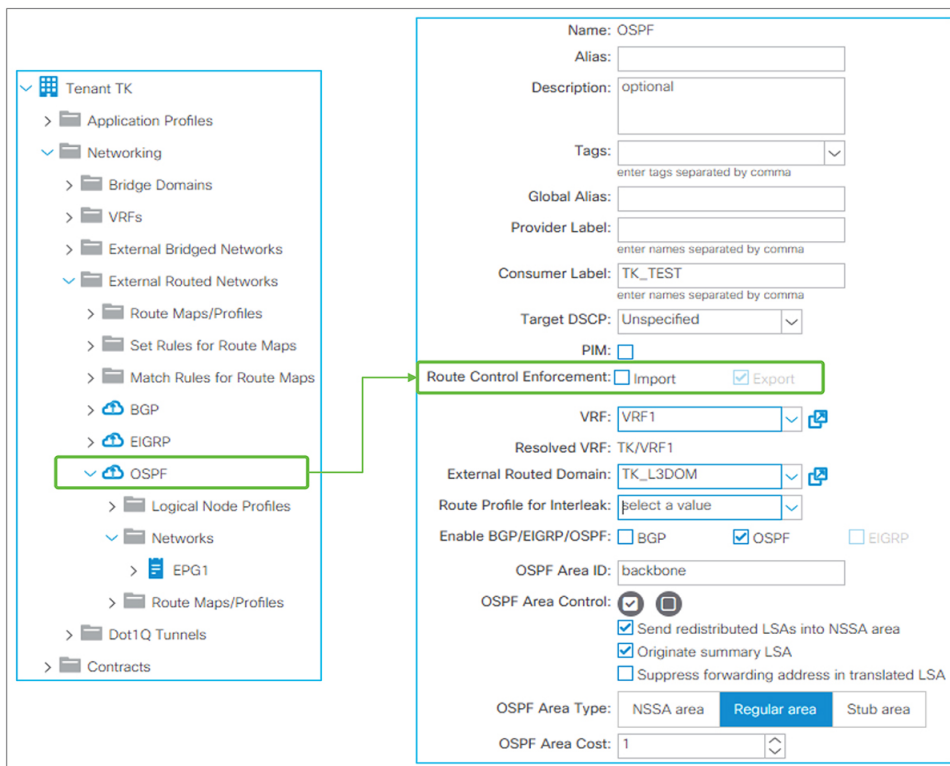 Tenant TK
Application Profiles
Networking
Bridge Domains
VRFs
External Bridged Networks
External Routed Networks
Route Maps/Profiles
Set Rules for Route Maps
Match Rules for Route Maps
BGP
EIGRP
OSPF
Logical Node Profiles
Networks
EPG1
Route Maps/Profiles
Dot1Q Tunnels
Contracts
Name: OSPF
Alias:
Description: optional
Tags:
enter tags separated by comma
Global Alias:
Provider Label:
enter names separated by comma
Consumer Label: TK_TEST
enter names separated by comma
Target DSCP: Unspecified
PIM:
Route Control Enforcement: Import Export
VRF: VRF1
Resolved VRF: TK/VRF1
External Routed Domain: TK_L3DOM
Route Profile for Interleak: select a value
Enable BGP/EIGRP/OSPF: BGP OSPF EIGRP
OSPF Area ID: backbone
OSPF Area Control:
Send redistributed LSAs into NSSA area
Originate summary LSA
Suppress forwarding address in translated LSA
OSPF Area Type: NSSA area Regular area Stub area
OSPF Area Cost: 1